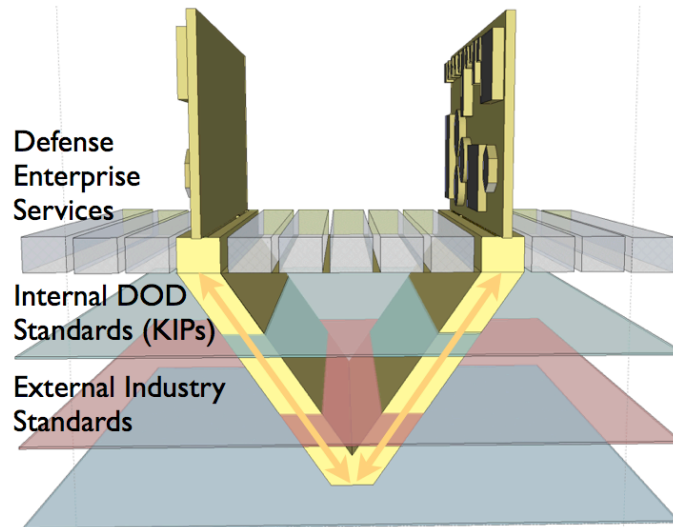 Defense
Enterprise
Services
Internal DOD
Standards (KIPs)
External Industry
Standards